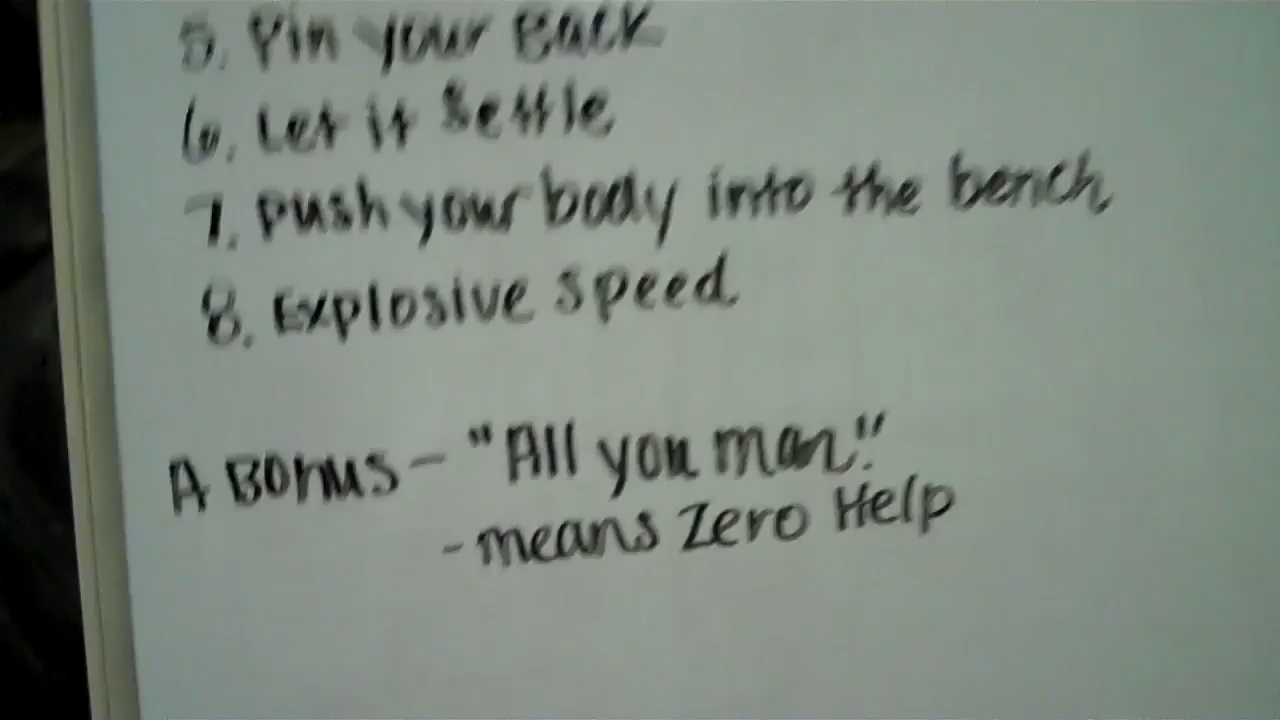 5. Pin your Back
6. Let it Settle
7. Push your body into the bench
8. Explosive speed
A Bonus - "All you man."
- means Zero Help